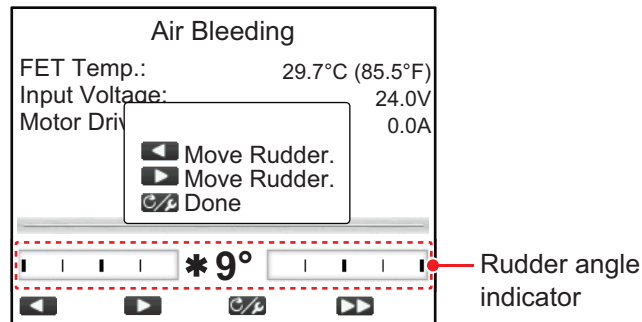 Air Bleeding
FET Temp.: 29.7°C (85.5°F)
Input Voltage: 24.0V
Motor Driv 0.0A
Move Rudder.
Move Rudder.
Done
✱ 9°
Rudder angle
indicator